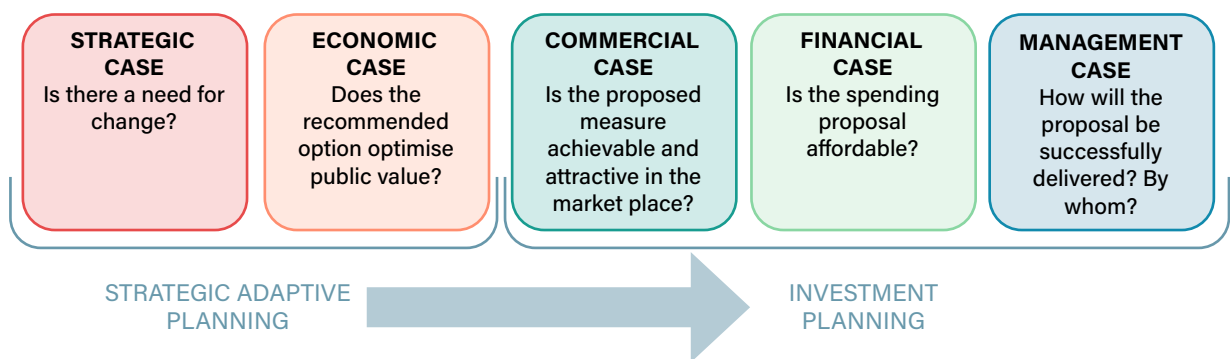 STRATEGIC
CASE
Is there a need for
change?
ECONOMIC
CASE
Does the
recommended
option optimise
public value?
COMMERCIAL
CASE
Is the proposed
measure
achievable and
attractive in the
market place?
FINANCIAL
CASE
Is the spending
proposal
affordable?
MANAGEMENT
CASE
How will the
proposal be
successfully
delivered? By
whom?
STRATEGIC ADAPTIVE
PLANNING
INVESTMENT
PLANNING